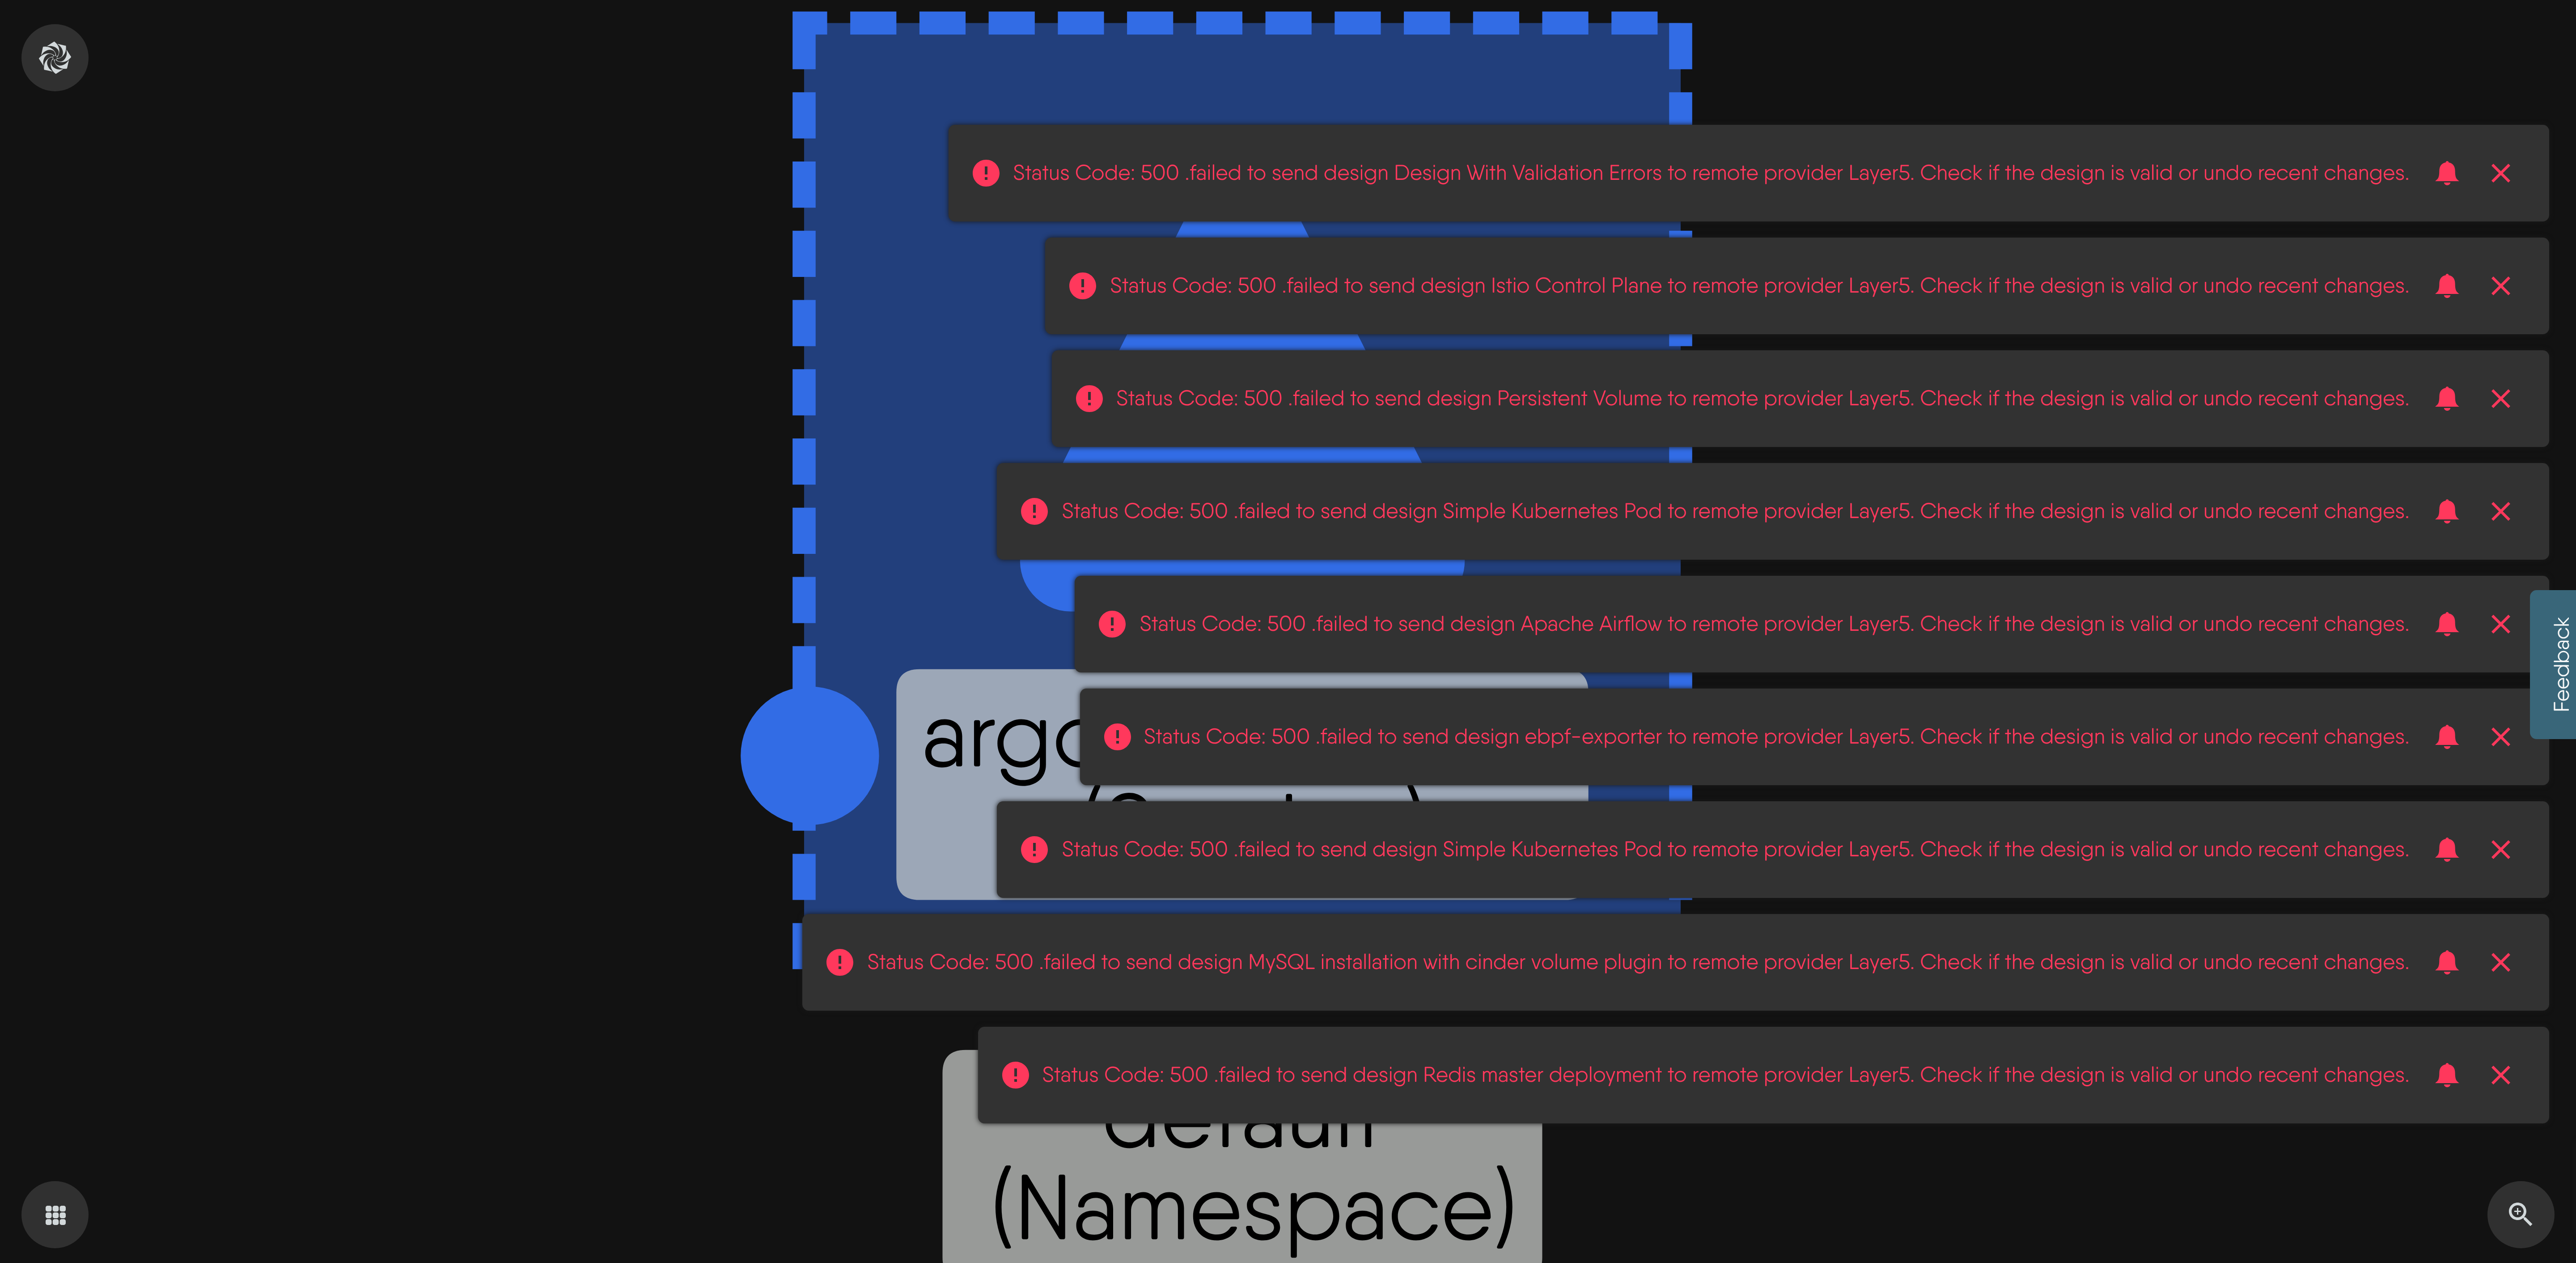 Status Code: 500 .failed to send design Design With Validation Errors to remote provider Layer5. Check if the design is valid or undo recent changes.
Status Code: 500 .failed to send design Istio Control Plane to remote provider Layer5. Check if the design is valid or undo recent changes.
Status Code: 500 .failed to send design Persistent Volume to remote provider Layer5. Check if the design is valid or undo recent changes.
Status Code: 500 .failed to send design Simple Kubernetes Pod to remote provider Layer5. Check if the design is valid or undo recent changes.
Status Code: 500 .failed to send design Apache Airflow to remote provider Layer5. Check if the design is valid or undo recent changes.
Feedback
Status Code: 500 .failed to send design ebpf-exporter to remote provider Layer5. Check if the design is valid or undo recent changes.
Status Code: 500 .failed to send design Simple Kubernetes Pod to remote provider Layer5. Check if the design is valid or undo recent changes.
Status Code: 500 .failed to send design MySQL installation with cinder volume plugin to remote provider Layer5. Check if the design is valid or undo recent changes.
Status Code: 500 .failed to send design Redis master deployment to remote provider Layer5. Check if the design is valid or undo recent changes.
default
(Namespace)